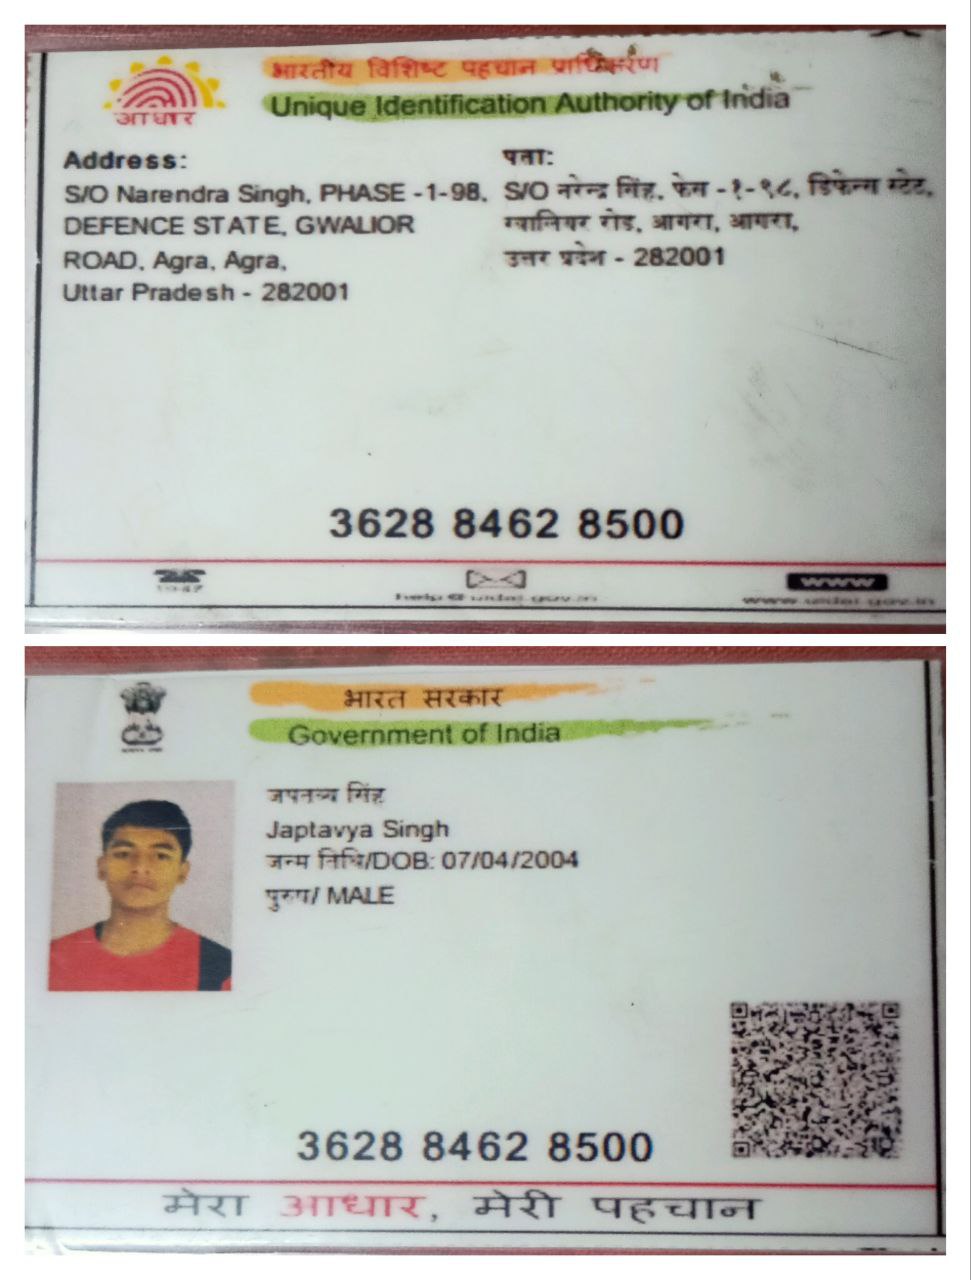 भारतीय विशिष्ट पहचान प्राधिकरण
Unique Identification Authority of India
आधार
Address:
S/O Narendra Singh, PHASE -1-98,
DEFENCE STATE, GWALIOR
ROAD, Agra, Agra,
Uttar Pradesh - 282001
पता:
S/O नरेन्द्र सिंह, फेस -१-९८, डिफेन्स स्टेट,
ग्वालियर रोड, आगरा, आगरा,
उत्तर प्रदेश - 282001
3628 8462 8500
1947
help@uidai.gov.in
www
www.uidai.gov.in
भारत सरकार
Government of India
जपतव्य सिंह
Japtavya Singh
जन्म तिथि/DOB: 07/04/2004
पुरुष/ MALE
3628 8462 8500
मेरा आधार, मेरी पहचान